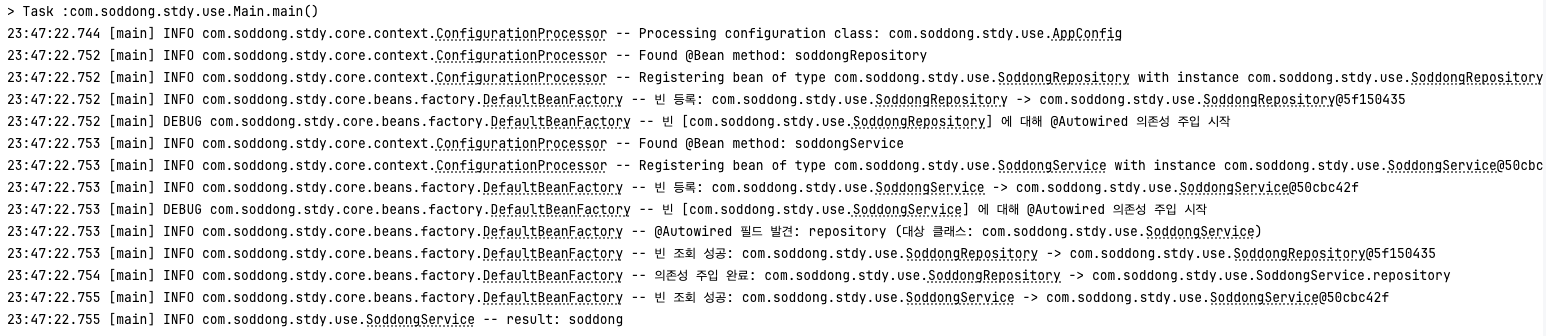 > Task :com.soddong.stdy.use.Main.main()
23:47:22.744 [main] INFO com.soddong.stdy.core.context.ConfigurationProcessor -- Processing configuration class: com.soddong.stdy.use.AppConfig
23:47:22.752 [main] INFO com.soddong.stdy.core.context.ConfigurationProcessor -- Found @Bean method: soddongRepository
23:47:22.752 [main] INFO com.soddong.stdy.core.context.ConfigurationProcessor -- Registering bean of type com.soddong.stdy.use.SoddongRepository with instance com.soddong.stdy.use.SoddongRepository
23:47:22.752 [main] INFO com.soddong.stdy.core.beans.factory.DefaultBeanFactory -- 빈 등록: com.soddong.stdy.use.SoddongRepository -> com.soddong.stdy.use.SoddongRepository@5f150435
23:47:22.752 [main] DEBUG com.soddong.stdy.core.beans.factory.DefaultBeanFactory -- 빈 [com.soddong.stdy.use.SoddongRepository] 에 대해 @Autowired 의존성 주입 시작
23:47:22.753 [main] INFO com.soddong.stdy.core.context.ConfigurationProcessor -- Found @Bean method: soddongService
23:47:22.753 [main] INFO com.soddong.stdy.core.context.ConfigurationProcessor -- Registering bean of type com.soddong.stdy.use.SoddongService with instance com.soddong.stdy.use.SoddongService@50cbc
23:47:22.753 [main] INFO com.soddong.stdy.core.beans.factory.DefaultBeanFactory -- 빈 등록: com.soddong.stdy.use.SoddongService -> com.soddong.stdy.use.SoddongService@50cbc42f
23:47:22.753 [main] DEBUG com.soddong.stdy.core.beans.factory.DefaultBeanFactory -- 빈 [com.soddong.stdy.use.SoddongService] 에 대해 @Autowired 의존성 주입 시작
23:47:22.753 [main] INFO com.soddong.stdy.core.beans.factory.DefaultBeanFactory -- @Autowired 필드 발견: repository (대상 클래스: com.soddong.stdy.use.SoddongService)
23:47:22.753 [main] INFO com.soddong.stdy.core.beans.factory.DefaultBeanFactory -- 빈 조회 성공: com.soddong.stdy.use.SoddongRepository -> com.soddong.stdy.use.SoddongRepository@5f150435
23:47:22.754 [main] INFO com.soddong.stdy.core.beans.factory.DefaultBeanFactory -- 의존성 주입 완료: com.soddong.stdy.use.SoddongRepository -> com.soddong.stdy.use.SoddongService.repository
23:47:22.755 [main] INFO com.soddong.stdy.core.beans.factory.DefaultBeanFactory -- 빈 조회 성공: com.soddong.stdy.use.SoddongService -> com.soddong.stdy.use.SoddongService@50cbc42f
23:47:22.755 [main] INFO com.soddong.stdy.use.SoddongService -- result: soddong